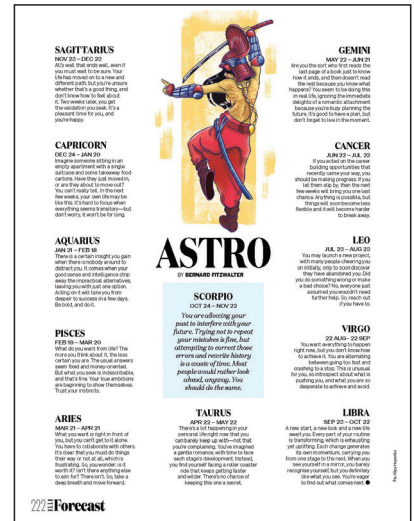 SAGITTARIUS
NOV 23 – DEC 23
All's well that ends well, even if
you must wait to be sure. Your
life has moved on to a new and
different path, but you're unsure
whether that's a good thing, and
don't know how to feel about
it. Two weeks later, you get
the validation you seek. It's a
pleasant time for you, and
you're happy.
CAPRICORN
DEC 24 – JAN 20
Imagine someone sitting in an
empty apartment with a single
suitcase and some takeaway food
cartons. Have they just moved in,
or are they about to move out?
You can't really tell. In the next
few weeks, your own life may be
like this. It's hard to focus when
everything seems transitory—but
don't worry, it won't be for long.
AQUARIUS
JAN 21 – FEB 18
There is a certain insight you gain
when there is nobody around to
distract you. It comes when your
good sense and intelligence strip
away the impractical alternatives,
leaving you with just one option.
Acting on it will take you from
despair to success in a few days.
Be bold, and do it.
PISCES
FEB 19 – MAR 20
What do you want from life? The
more you think about it, the less
certain you are. The usual answers
seem fixed and money-oriented.
But what you seek is indescribable,
and that's fine. Your true ambitions
are beginning to show themselves.
Trust your instincts.
ARIES
MAR 21 – APR 21
What you want is right in front of
you, but you can't get to it alone.
You have to collaborate with others.
It's clear that you must do things
their way or not at all, which is
frustrating. So, you wonder: is it
worth it? Isn't there anything else
to aim for? There isn't. So, take a
deep breath and move forward.
ASTRO
BY BERNARD FITZWALTER
SCORPIO
OCT 24 – NOV 22
You are allowing your
past to interfere with your
future. Trying not to repeat
your mistakes is fine, but
attempting to correct those
errors and rewrite history
is a waste of time. Most
people would rather look
ahead, anyway. You
should do the same.
TAURUS
APR 22 – MAY 22
There's a lot happening in your
personal life right now that you
can barely keep up with—not that
you're complaining. You've imagined
a gentle romance, with time to face
each stage's development. Instead,
you find yourself facing a roller coaster
ride that keeps getting faster
and wilder. There's no chance of
keeping this one a secret.
GEMINI
MAY 22 – JUN 21
Are you the sort who first reads the
last page of a book just to know
how it ends, and then doesn't read
the rest because you know what
happens? You seem to be doing this
in real life, ignoring the immediate
delights of a romantic attachment
because you're busy planning the
future. It's good to have a plan, but
don't forget to live in the moment.
CANCER
JUN 22 – JUL 22
If you acted on the career
building opportunities that
recently came your way, you
should be making progress. If you
let them slip by, then the next
few weeks will bring you one last
chance. Anything is possible, but
things will soon become less
flexible and it will become harder
to break away.
LEO
JUL 23 – AUG 23
You may launch a new project,
with many people cheering you
on initially, only to soon discover
they have abandoned you. Did
you do something wrong or make
a bad choice? No, everyone just
assumed you wouldn't need
further help. So, reach out
if you have to.
VIRGO
22 AUG – 22 SEP
You want everything to happen
right now, but you don't know how
to achieve it. You are alternating
between going too fast and
crashing to a stop. This is unusual
for you, so introspect about what is
pushing you, and what you are so
desperate to achieve and avoid.
LIBRA
SEP 23 – OCT 22
A new start, a new look and a new life
await you. Every part of your routine
is transforming, which is exhausting
yet uplifting. Each change generates
its own momentum, carrying you
from one stage to the next. When you
see yourself in a mirror, you barely
recognise yourself, but you definitely
like what you see. You're eager
to find out what comes next.
222 ELLE Forecast